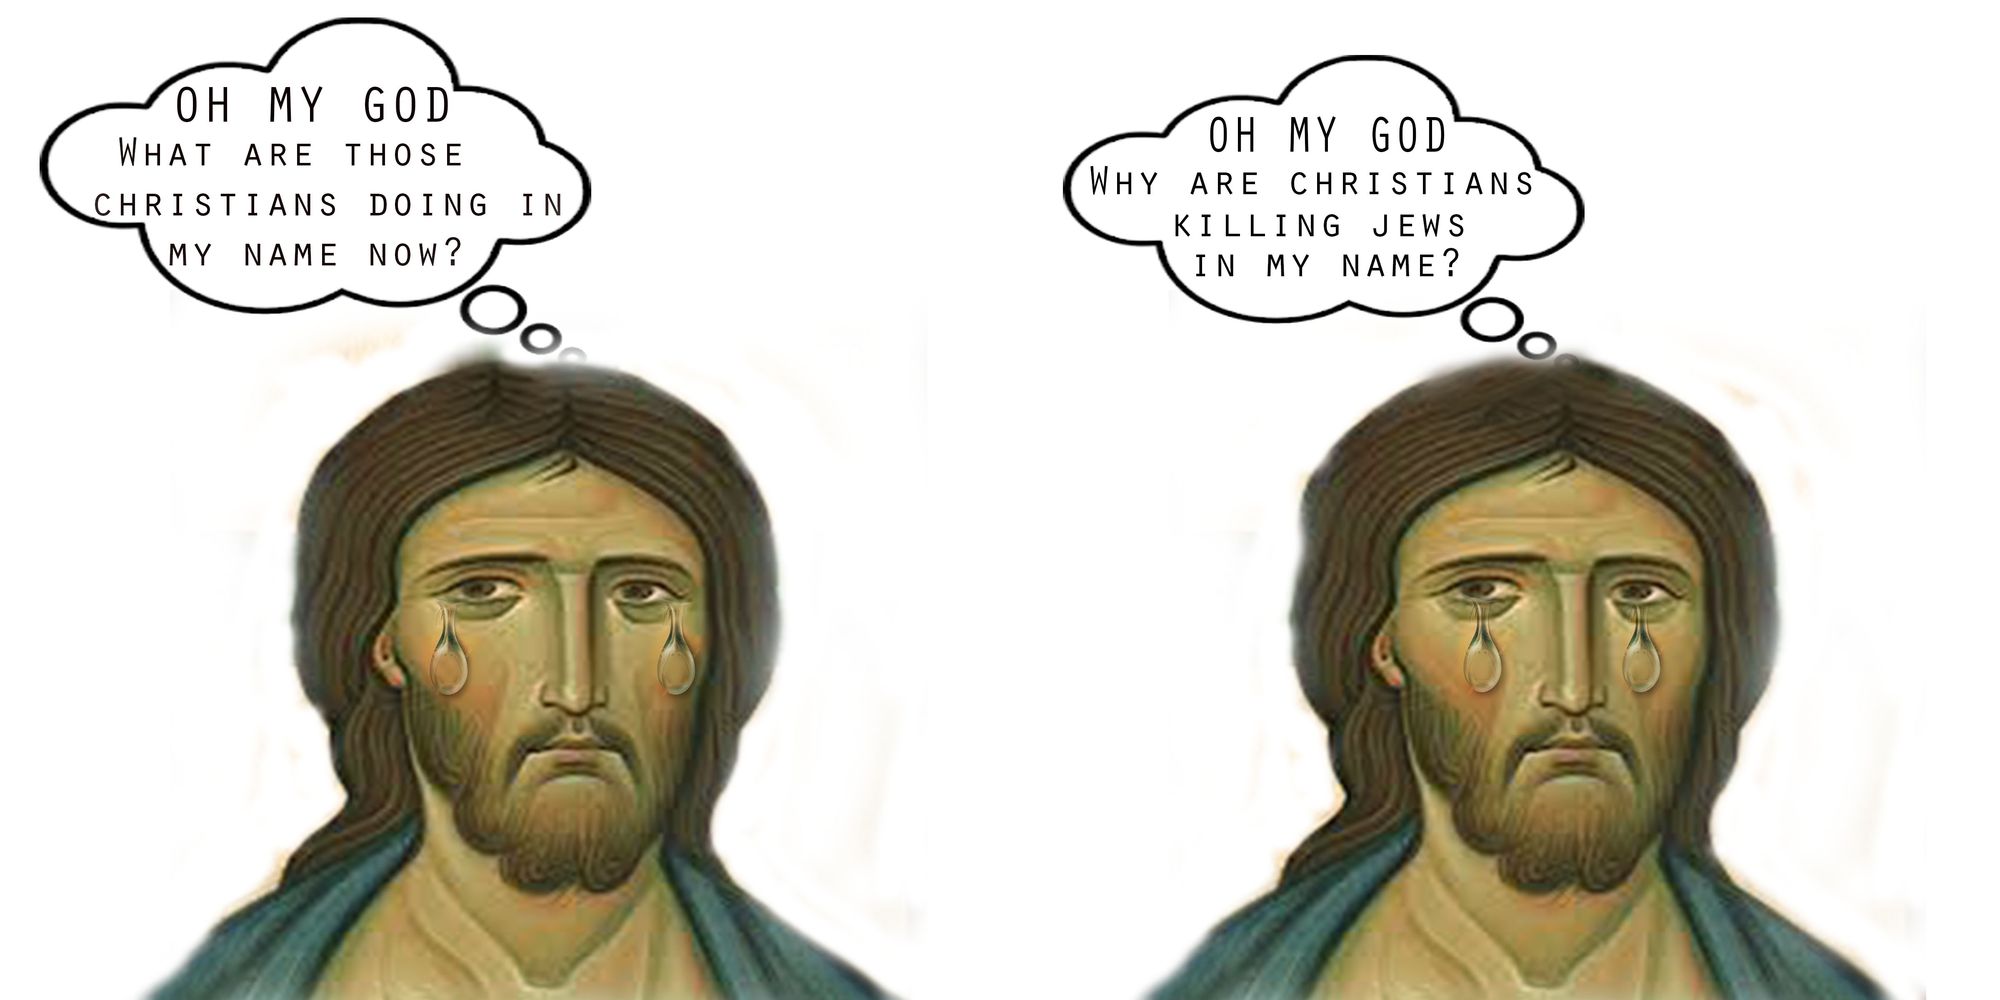 OH MY GOD
WHAT ARE THOSE
CHRISTIANS DOING IN
MY NAME NOW?
OH MY GOD
WHY ARE CHRISTIANS
KILLING JEWS
IN MY NAME?